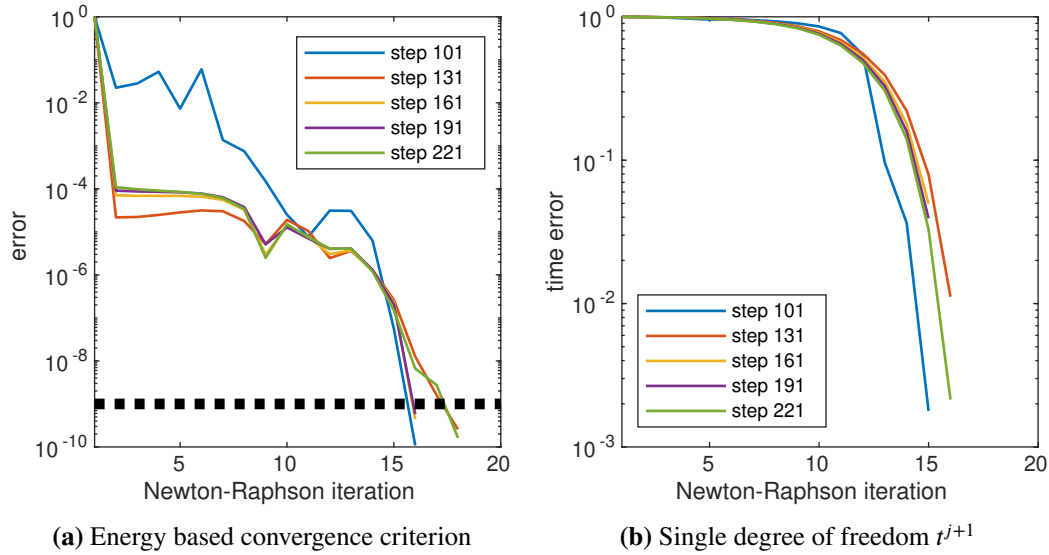 10^0
10^-2
10^-4
10^-6
10^-8
10^-10
error
5
10
15
20
Newton-Raphson iteration
step 101
step 131
step 161
step 191
step 221
(a) Energy based convergence criterion
10^0
10^-1
10^-2
10^-3
time error
5
10
15
20
Newton-Raphson iteration
step 101
step 131
step 161
step 191
step 221
(b) Single degree of freedom t^{j+1}